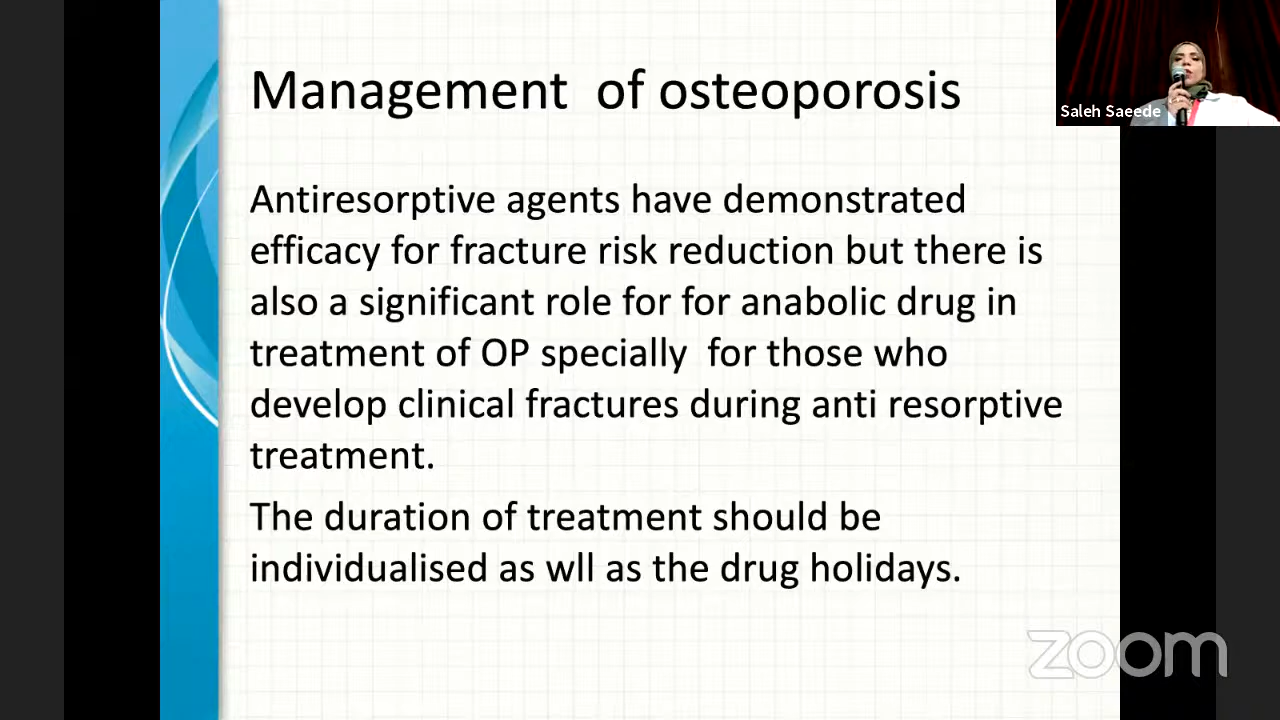 Management of osteoporosis
Saleh Saeede
Antiresorptive agents have demonstrated
efficacy for fracture risk reduction but there is
also a significant role for for anabolic drug in
treatment of OP specially for those who
develop clinical fractures during anti resorptive
treatment.
The duration of treatment should be
individualised as wll as the drug holidays.
zoom